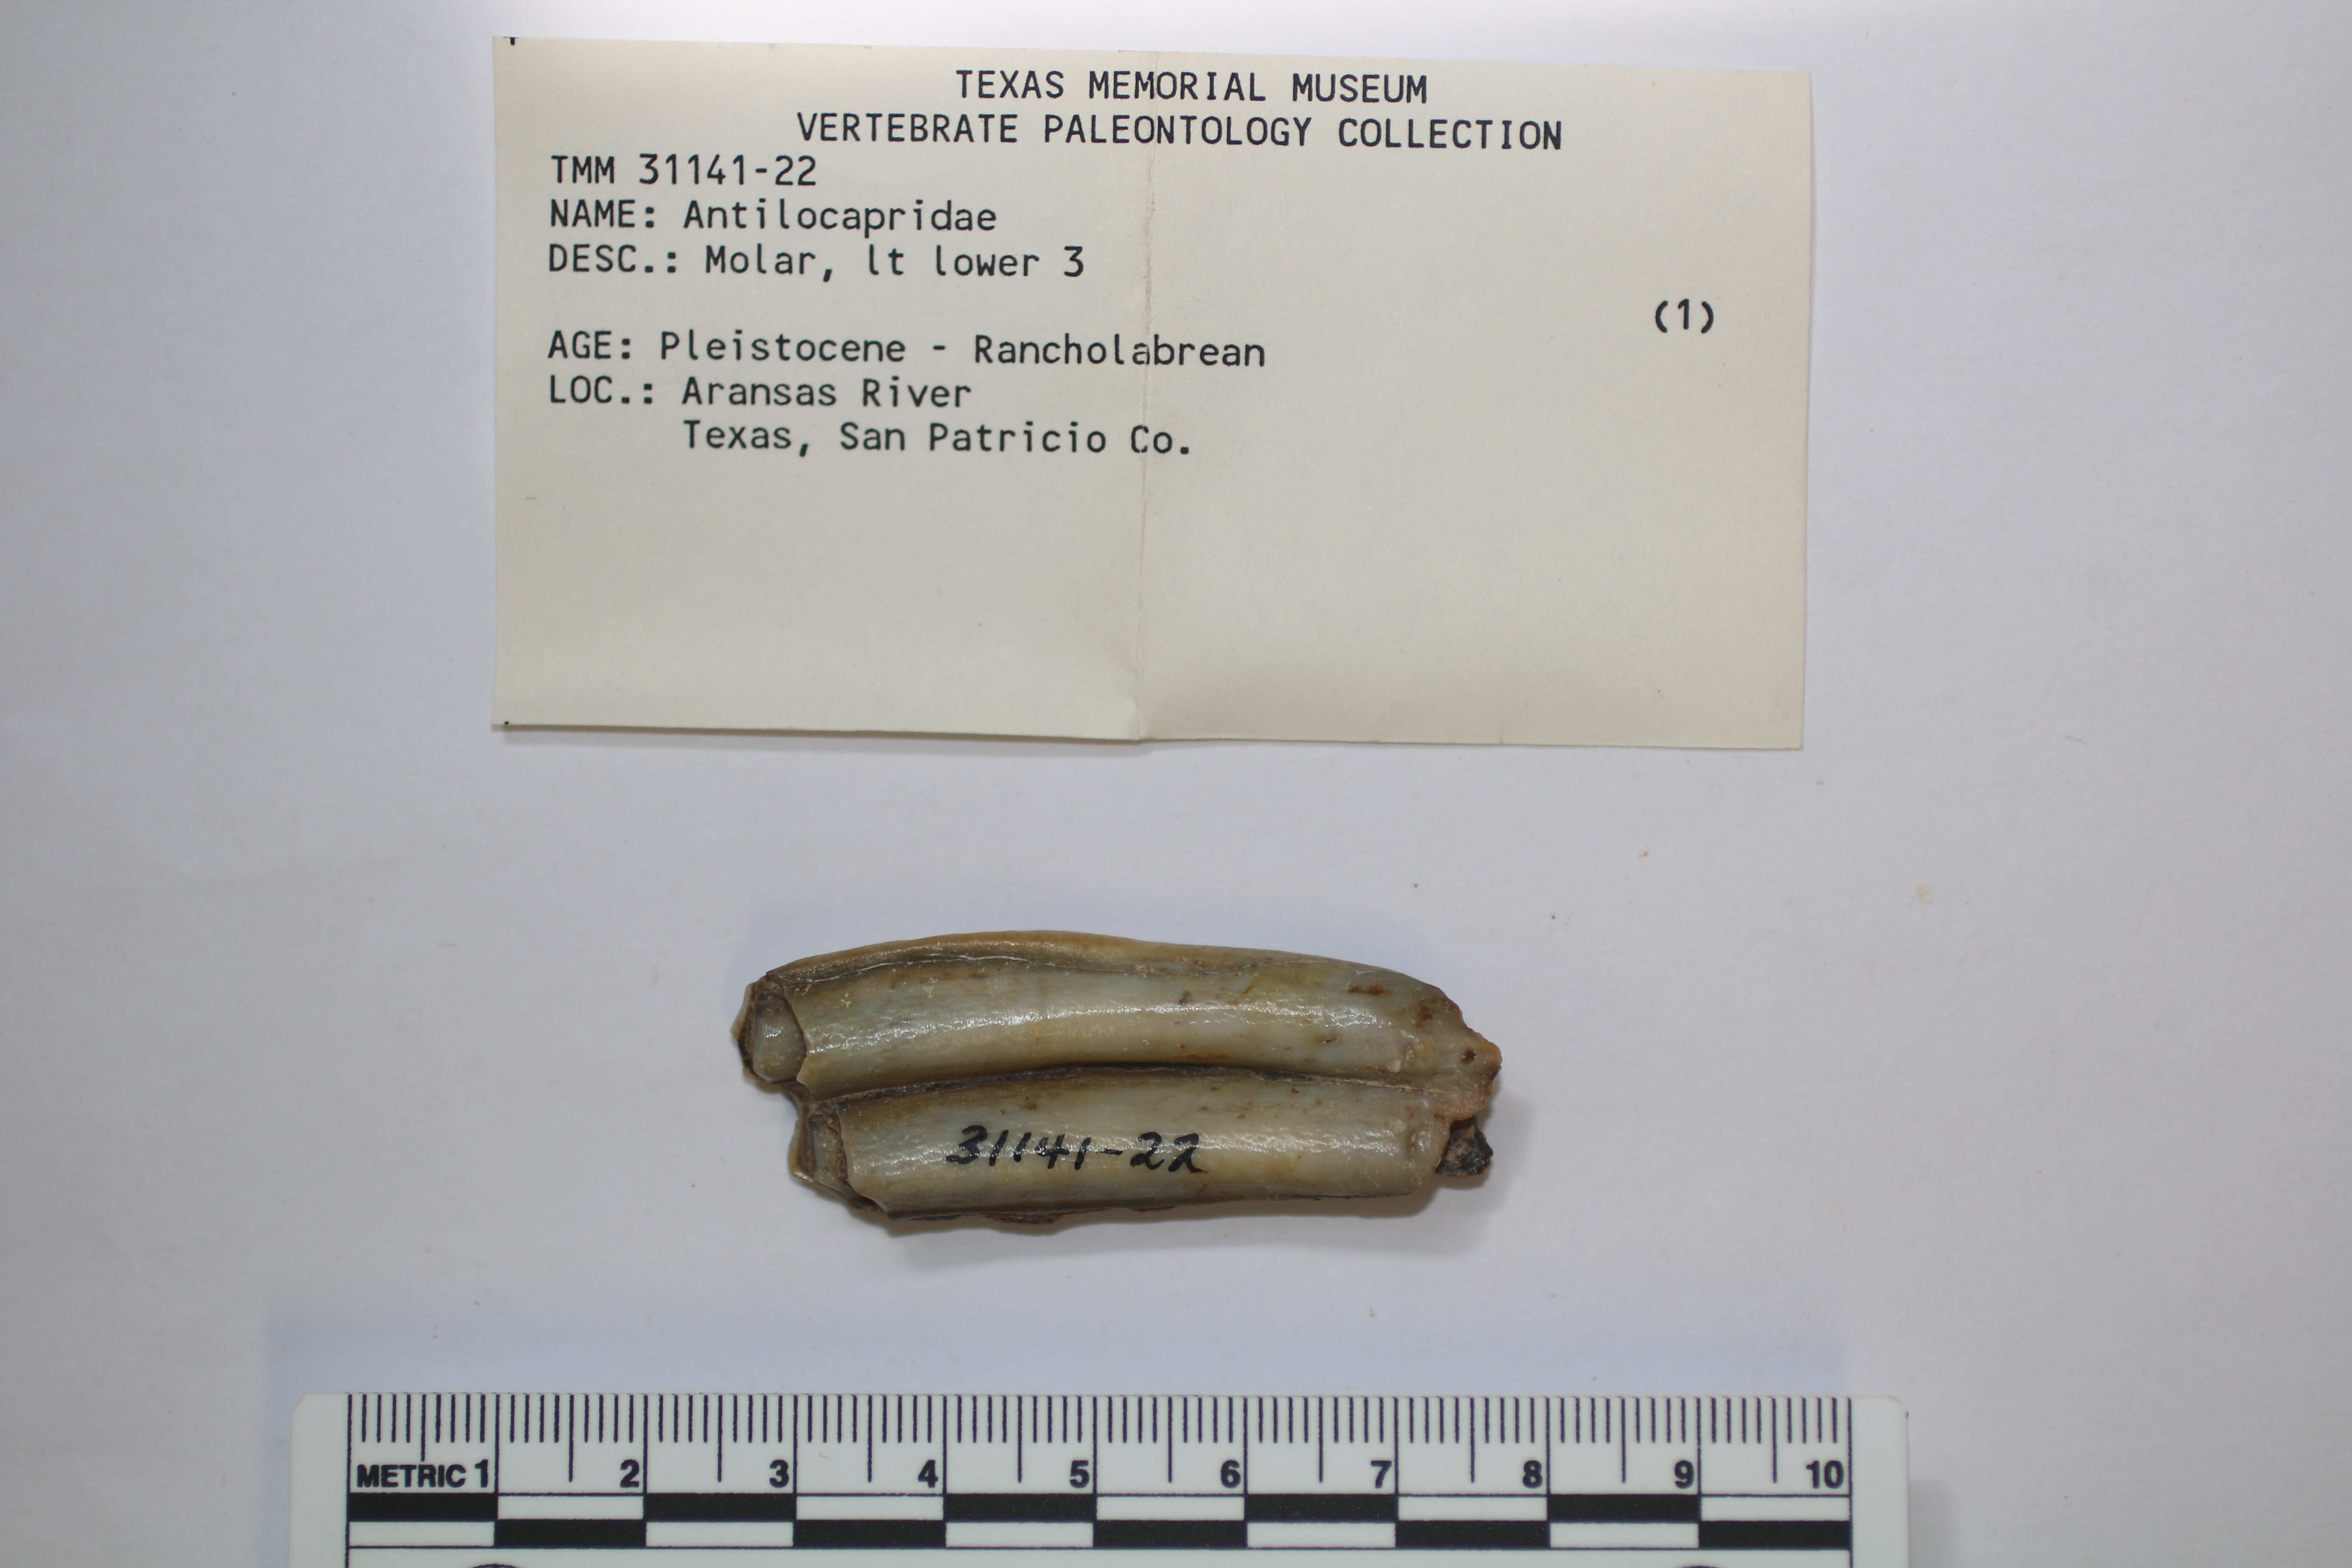 TEXAS MEMORIAL MUSEUM
VERTEBRATE PALEONTOLOGY COLLECTION
TMM 31141-22
NAME: Antilocapridae
DESC.: Molar, lt lower 3
(1)
AGE: Pleistocene - Rancholabrean
LOC.: Aransas River
Texas, San Patricio Co.
31141-22
METRIC 1 2 3 4 5 6 7 8 9 10